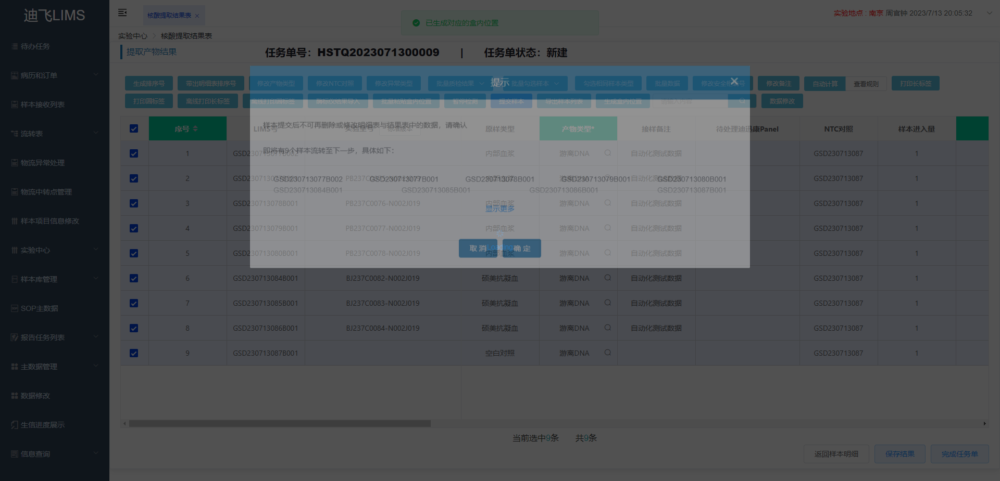 迪飞LIMS
核酸提取结果表 ×
已生成对应的盒内位置
实验地点 : 南京 周官钟 2023/7/13 20:05:32
实验中心 > 核酸提取结果表
待办任务
病历和订单
样本接收列表
流转表
物流异常处理
物流中转点管理
样本项目信息修改
实验中心
样本库管理
SOP主数据
报告任务列表
主数据管理
数据修改
生信进度展示
信息查询
提取产物结果
任务单号：HSTQ2023071300009 | 任务单状态：新建
生成排序号 带出明细表排序号 修改产物类型 修改NTC对照 修改异常类型 批量质检结果 批量勾选样本 勾选相同样本类型 批量数据 修改备注 自动计算 查看规则 打印长标签
打印圆标签 离线打印长标签 离线打印圆标签 酶标仪结果导入 批量粘贴盒内位置 暂停检测 提交样本 导出样本列表 生成盒内位置 请输入内容 数据修改
提示
样本提交后不可再删除或修改明细表与结果表中的数据，请确认
即将有9个样本流转至下一步，具体如下：
GSD230713077B002 GSD230713077B001 GSD230713078B001 GSD230713079B001 GSD230713080B001
GSD230713084B001 GSD230713085B001 GSD230713086B001 GSD230713087B001
显示更多
Loading
取 消 确 定
序号 LIMS号 实验室号 原样类型 产物类型* 接样备注 待处理迪迅康Panel NTC对照 样本进入量
1 GSD230713077B002 内部血浆 游离DNA 自动化测试数据 GSD230713087 1
2 内部血浆 游离DNA 自动化测试数据 GSD230713087 1
3 GSD230713078B001 PB237C0076-N002J019 内部血浆 游离DNA 自动化测试数据 GSD230713087 1
4 GSD230713079B001 PB237C0077-N002J019 内部血浆 游离DNA 自动化测试数据 GSD230713087 1
5 GSD230713080B001 PB237C0078-N002J019 内部血浆 游离DNA 自动化测试数据 GSD230713087 1
6 GSD230713084B001 BJ237C0082-N002J019 硕美抗凝血 游离DNA 自动化测试数据 GSD230713087 1
7 GSD230713085B001 BJ237C0083-N002J019 硕美抗凝血 游离DNA 自动化测试数据 GSD230713087 1
8 GSD230713086B001 BJ237C0084-N002J019 硕美抗凝血 游离DNA 自动化测试数据 GSD230713087 1
9 GSD230713087B001 空白对照 游离DNA GSD230713087 1
当前选中9条 共9条
返回样本明细 保存结果 完成任务单